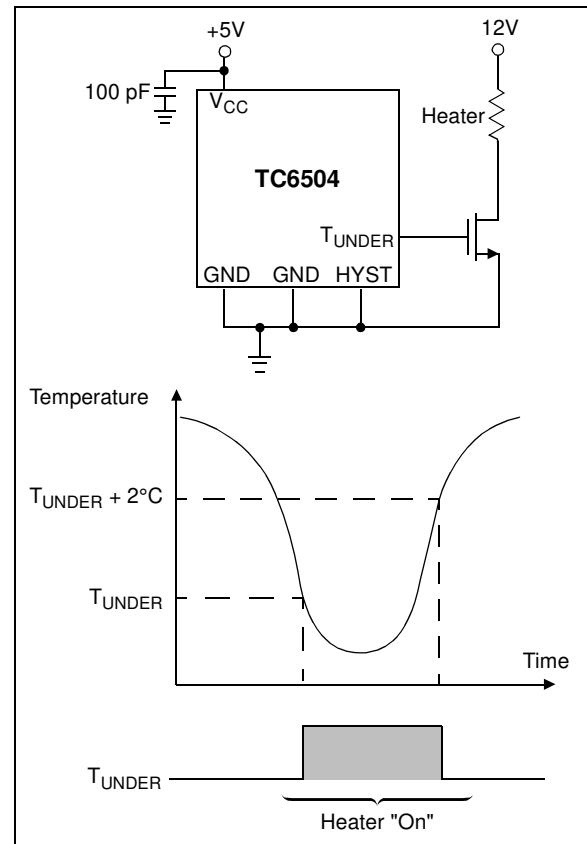 +5V
12V
100 pF
VCC
Heater
TC6504
TUNDER
GND GND HYST
Temperature
TUNDER + 2°C
TUNDER
Time
TUNDER
Heater "On"